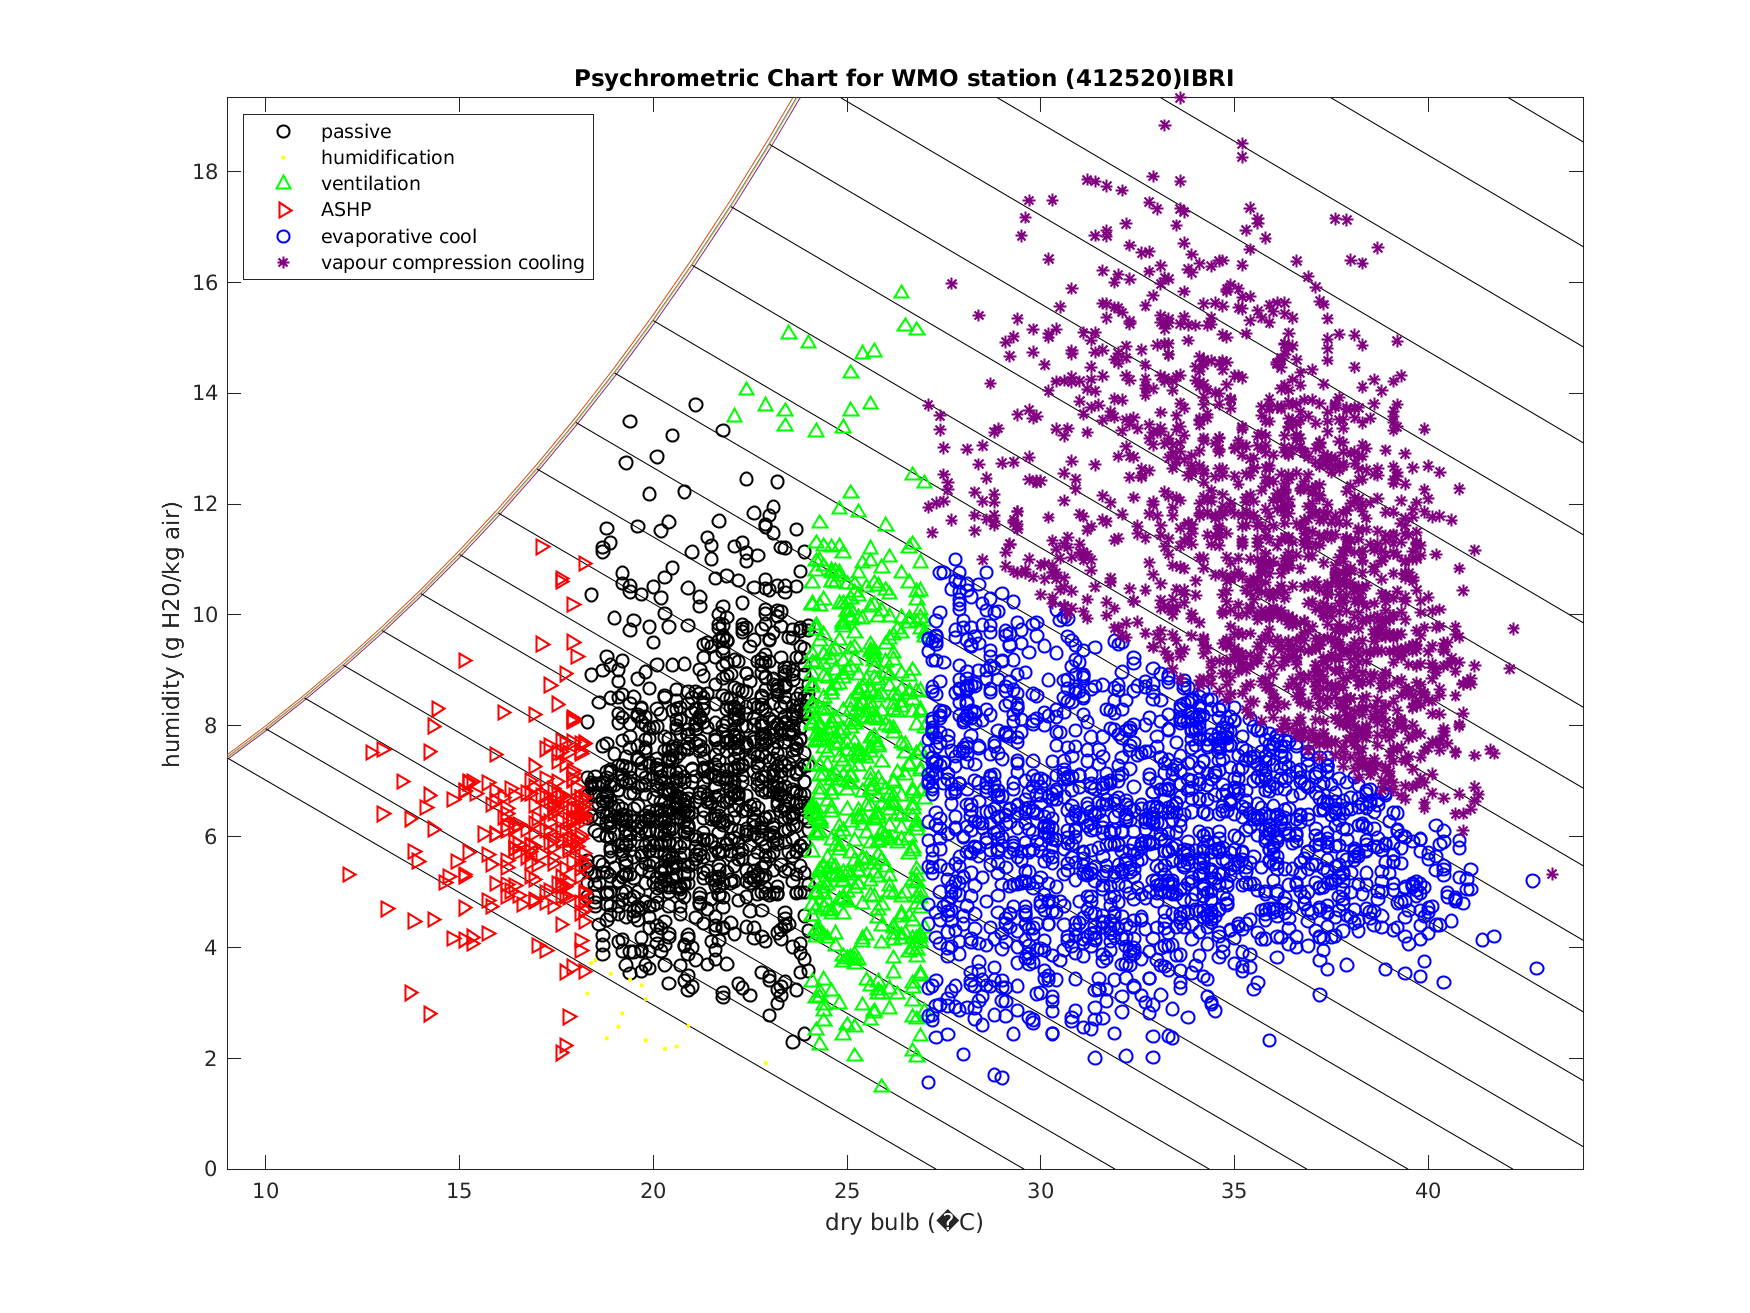 Psychrometric Chart for WMO station (412520)IBRI
passive
humidification
ventilation
ASHP
evaporative cool
vapour compression cooling
humidity (g H20/kg air)
18
16
14
12
10
8
6
4
2
0
10 15 20 25 30 35 40
dry bulb (�C)